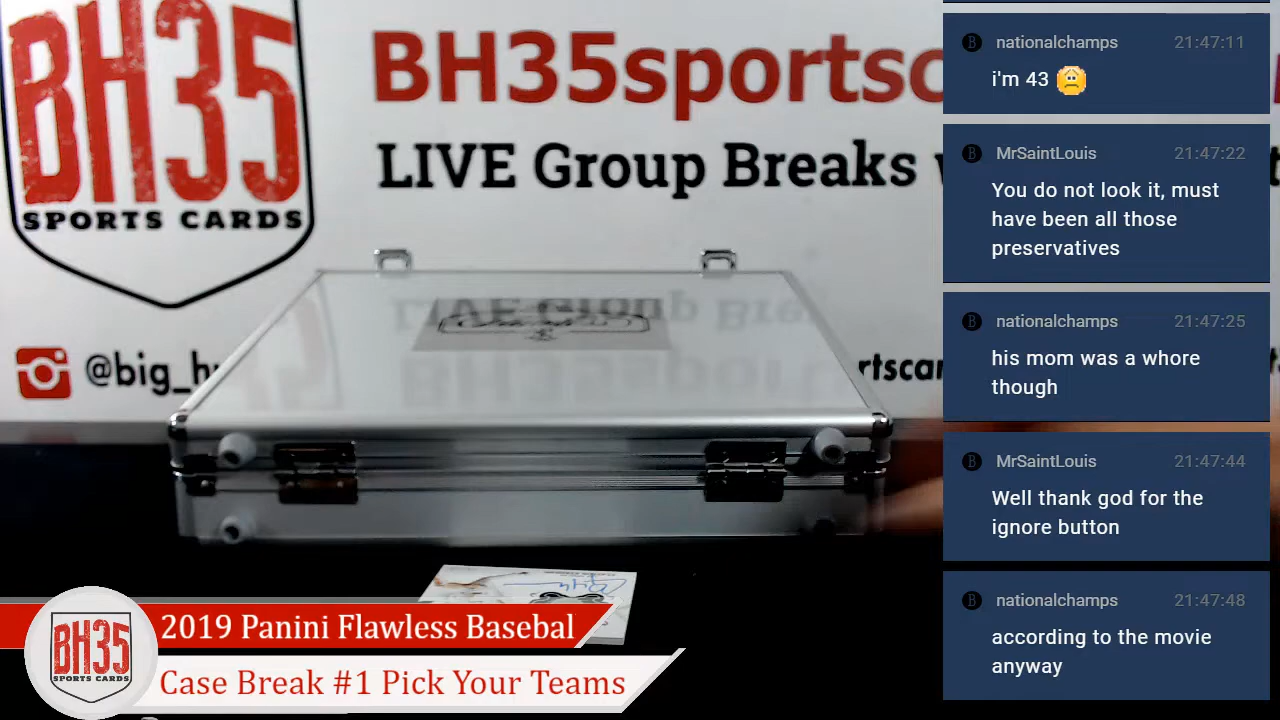 BH35
SPORTS CARDS
BH35sportsc
LIVE Group Breaks
@big_h
rtscar
LIVE Group Brea
2019 Panini Flawless Basebal
Case Break #1 Pick Your Teams
BH35
SPORTS CARDS
nationalchamps 21:47:11
i'm 43
MrSaintLouis 21:47:22
You do not look it, must
have been all those
preservatives
nationalchamps 21:47:25
his mom was a whore
though
MrSaintLouis 21:47:44
Well thank god for the
ignore button
nationalchamps 21:47:48
according to the movie
anyway